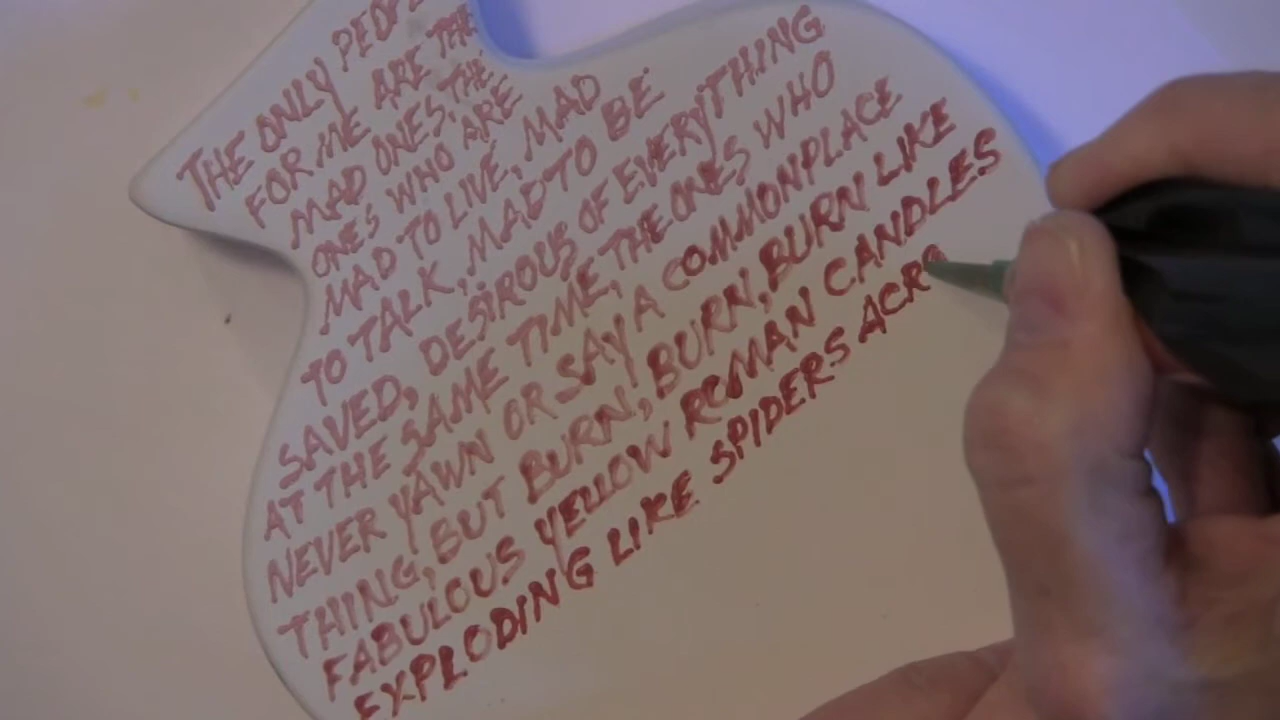 THE ONLY PEOPL
FOR ME ARE THE
MAD ONES, THE
ONES WHO ARE
MAD TO LIVE, MAD
TO TALK, MAD TO BE
SAVED, DESIROUS OF EVERYTHING
AT THE SAME TIME, THE ONES WHO
NEVER YAWN OR SAY A COMMONPLACE
THING, BUT BURN, BURN, BURN LIKE
FABULOUS YELLOW ROMAN CANDLES
EXPLODING LIKE SPIDERS ACRO